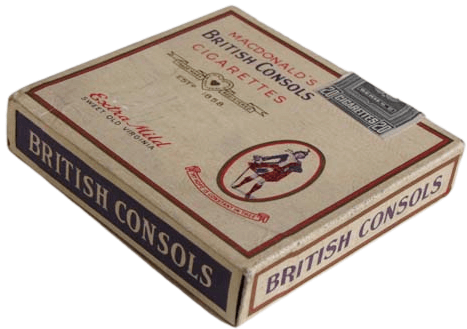 MACDONALD'S
BRITISH CONSOLS
CIGARETTES
ESTD 1858
Extra Mild
SWEET OLD VIRGINIA
20 CIGARETTES 20
BRITISH CONSOLS
BRITISH CONSOLS